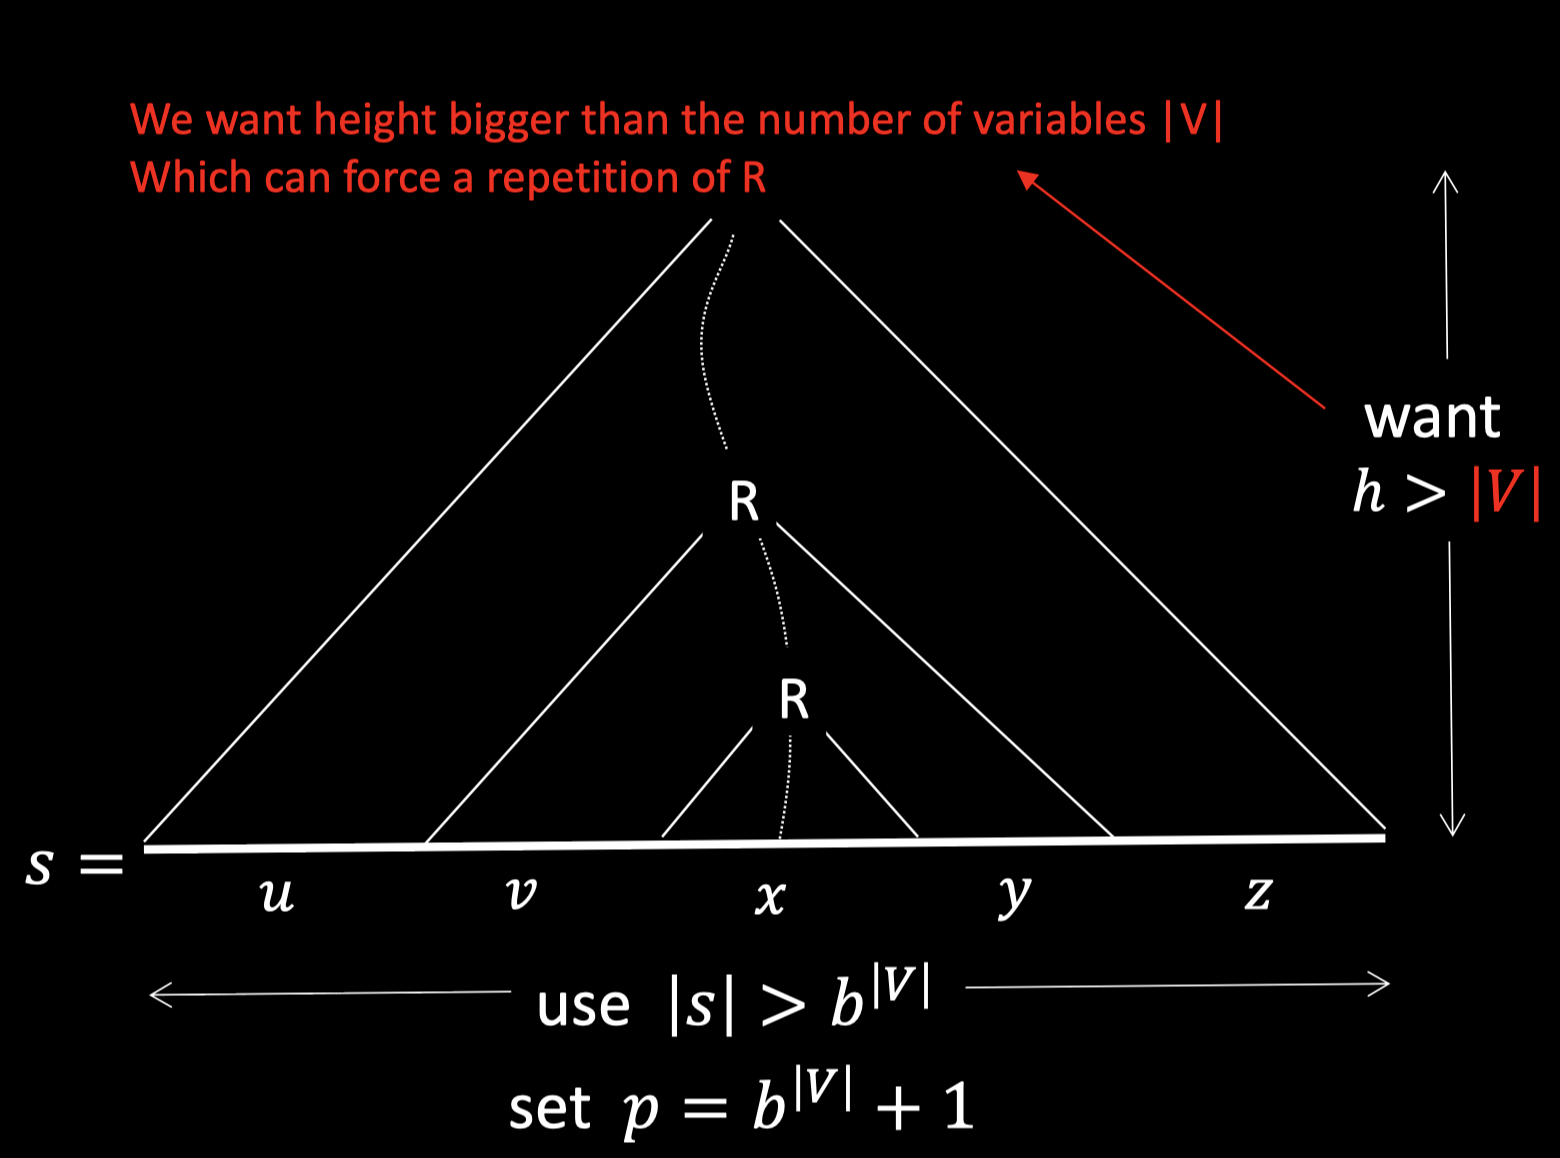 We want height bigger than the number of variables |V|
Which can force a repetition of R
want
h > |V|
R
R
s =
u v x y z
use |s| > b^|V|
set p = b^|V| + 1